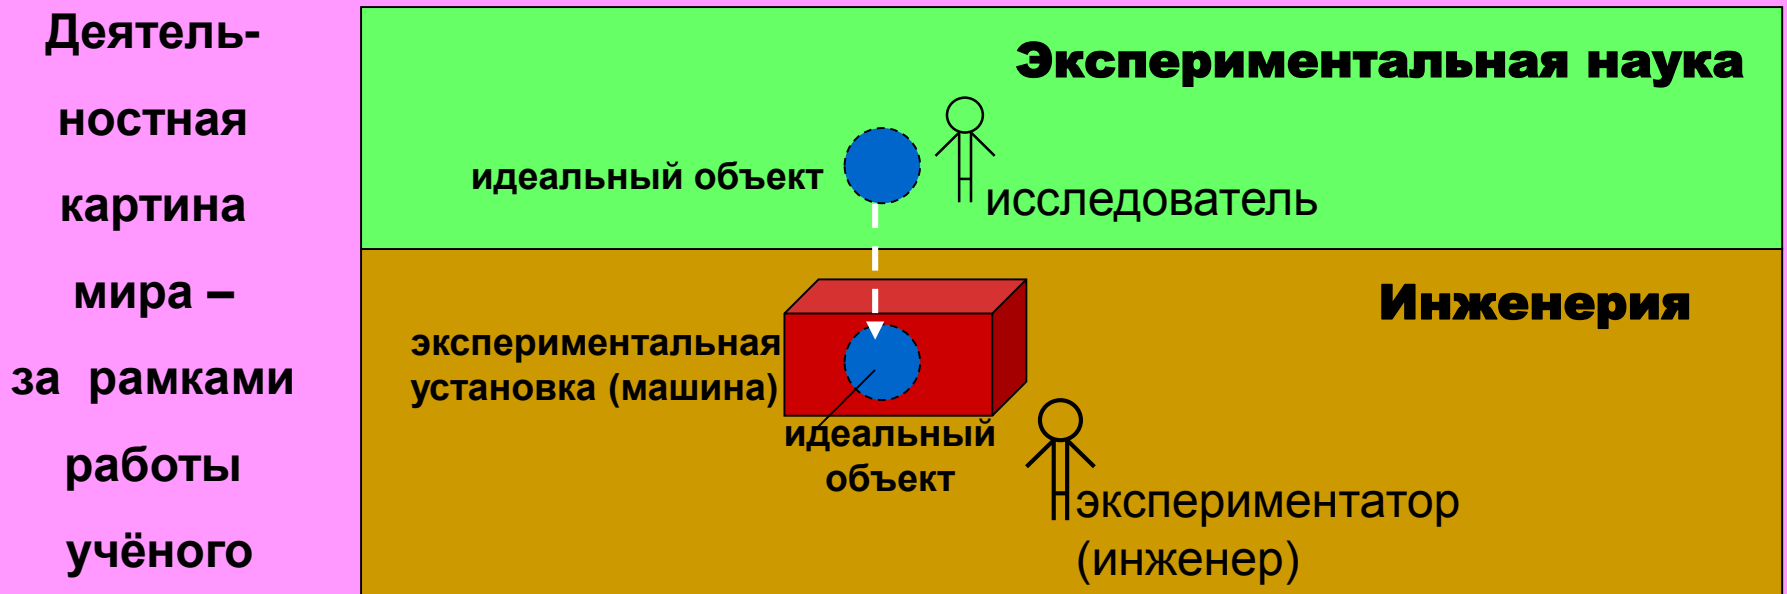 Деятель-
ностная
картина
мира –
за рамками
работы
учёного
Экспериментальная наука
идеальный объект
исследователь
Инженерия
экспериментальная
установка (машина)
идеальный
объект
экспериментатор
(инженер)